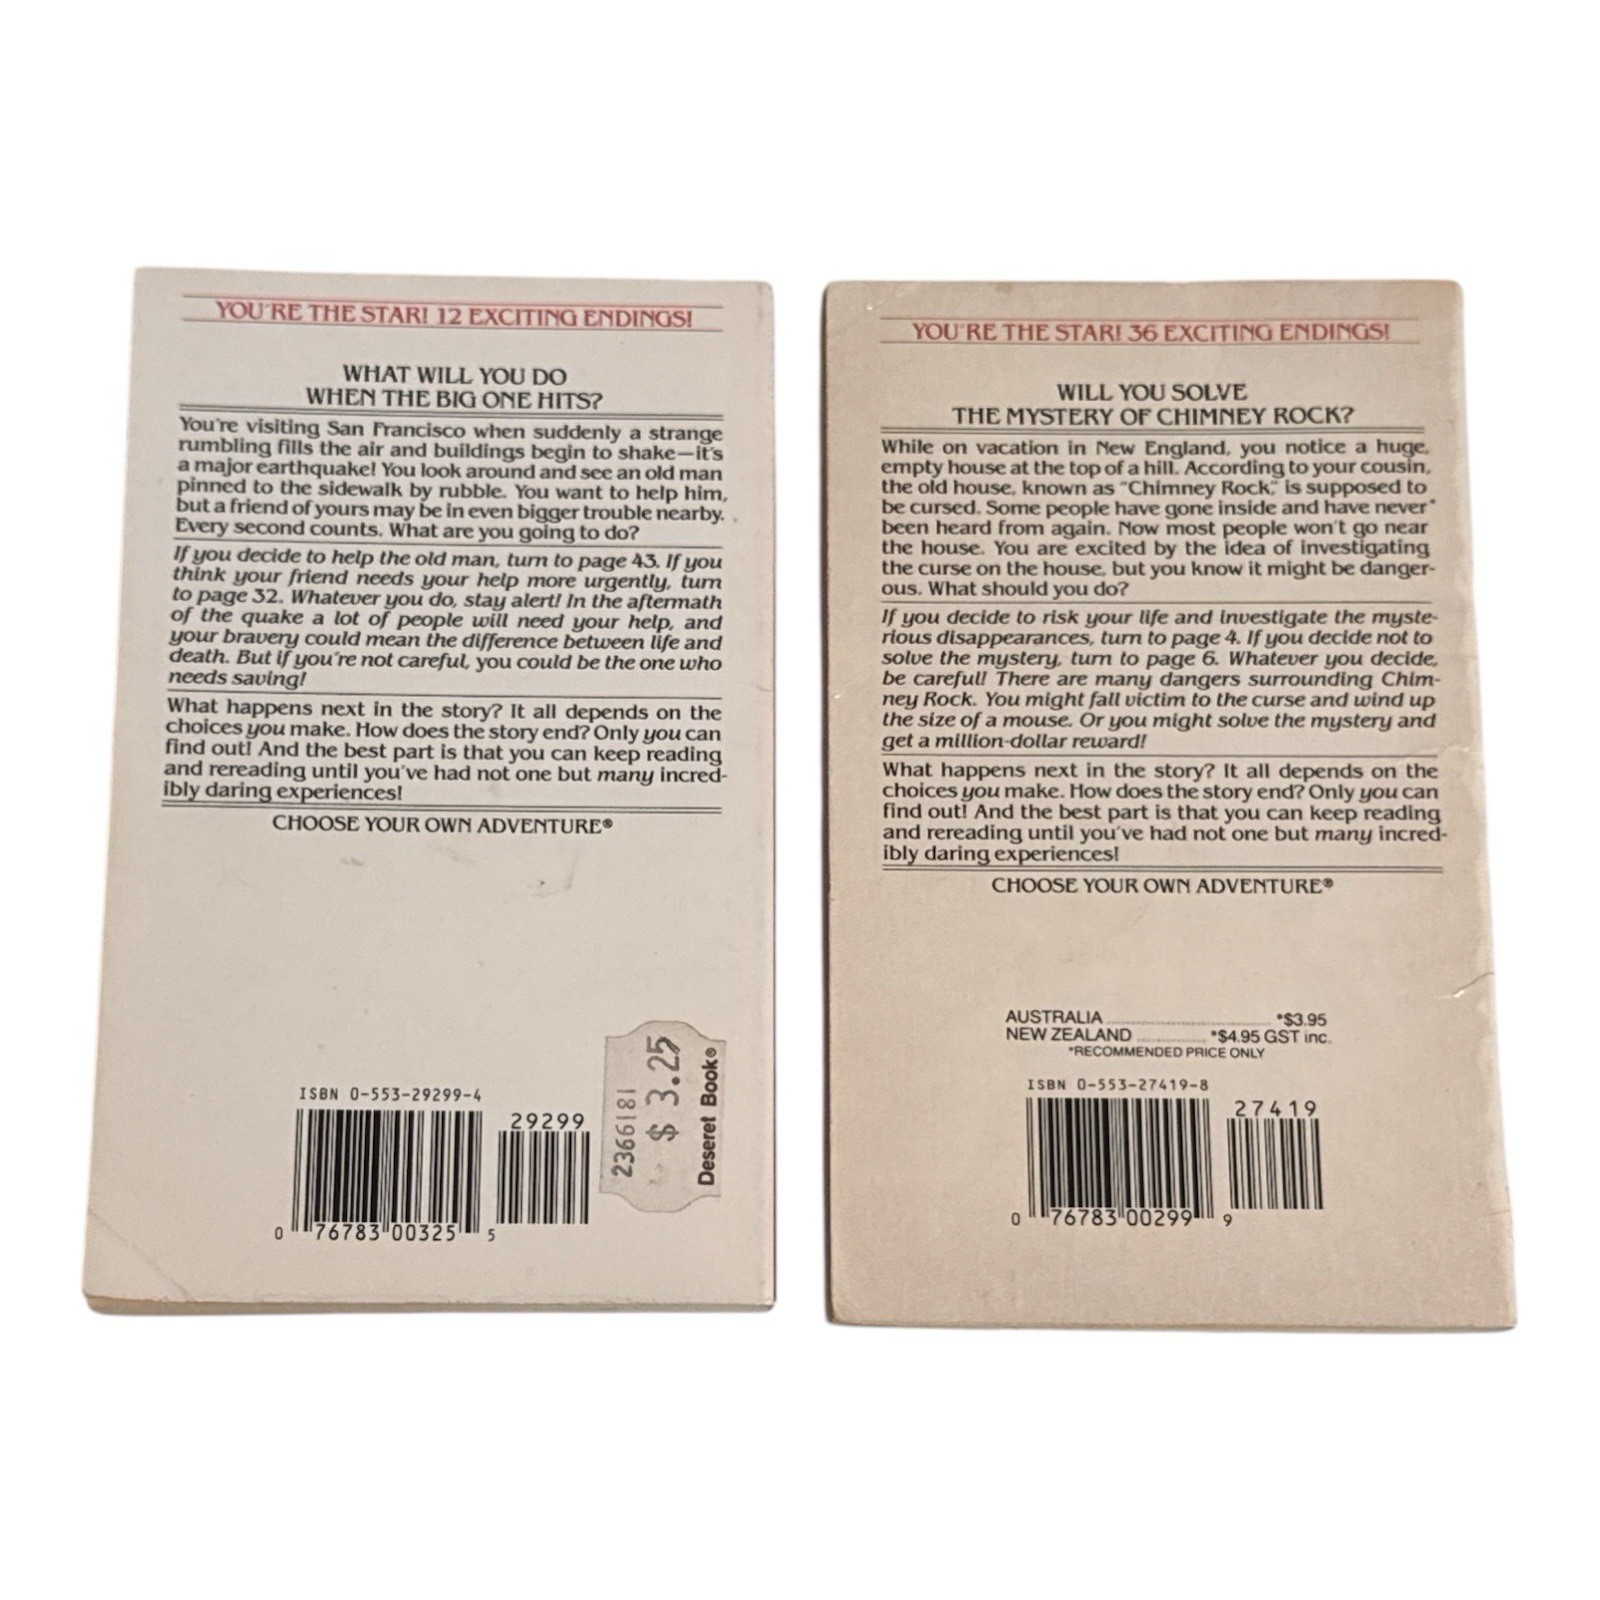 YOU'RE THE STAR! 12 EXCITING ENDINGS!
WHAT WILL YOU DO
WHEN THE BIG ONE HITS?
You're visiting San Francisco when suddenly a strange
rumbling fills the air and buildings begin to shake—it's
a major earthquake! You look around and see an old man
pinned to the sidewalk by rubble. You want to help him,
but a friend of yours may be in even bigger trouble nearby.
Every second counts. What are you going to do?
If you decide to help the old man, turn to page 43. If you
think your friend needs your help more urgently, turn
to page 32. Whatever you do, stay alert! In the aftermath
of the quake a lot of people will need your help, and
your bravery could mean the difference between life and
death. But if you're not careful, you could be the one who
needs saving!
What happens next in the story? It all depends on the
choices you make. How does the story end? Only you can
find out! And the best part is that you can keep reading
and rereading until you've had not one but many incred-
ibly daring experiences!
CHOOSE YOUR OWN ADVENTURE®
2366181
$ 3.25
Deseret Book®
ISBN 0-553-29299-4
29299
0 76783 00325 5
YOU'RE THE STAR! 36 EXCITING ENDINGS!
WILL YOU SOLVE
THE MYSTERY OF CHIMNEY ROCK?
While on vacation in New England, you notice a huge,
empty house at the top of a hill. According to your cousin,
the old house, known as "Chimney Rock," is supposed to
be cursed. Some people have gone inside and have never
been heard from again. Now most people won't go near
the house. You are excited by the idea of investigating
the curse on the house, but you know it might be danger-
ous. What should you do?
If you decide to risk your life and investigate the myste-
rious disappearances, turn to page 4. If you decide not to
solve the mystery, turn to page 6. Whatever you decide,
be careful! There are many dangers surrounding Chim-
ney Rock. You might fall victim to the curse and wind up
the size of a mouse. Or you might solve the mystery and
get a million-dollar reward!
What happens next in the story? It all depends on the
choices you make. How does the story end? Only you can
find out! And the best part is that you can keep reading
and rereading until you've had not one but many incred-
ibly daring experiences!
CHOOSE YOUR OWN ADVENTURE®
AUSTRALIA ........................ *$3.95
NEW ZEALAND ............ *$4.95 GST inc.
*RECOMMENDED PRICE ONLY
ISBN 0-553-27419-8
27419
0 76783 00299 9